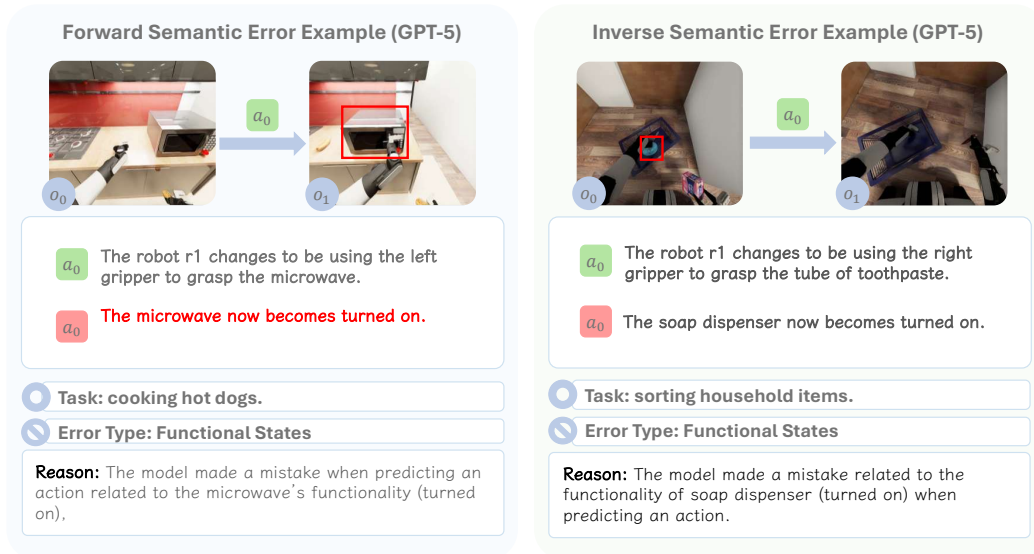 Forward Semantic Error Example (GPT-5)
a₀
o₀
o₁
a₀ The robot r1 changes to be using the left
gripper to grasp the microwave.
a₀ The microwave now becomes turned on.
Task: cooking hot dogs.
Error Type: Functional States
Reason: The model made a mistake when predicting an
action related to the microwave's functionality (turned
on),
Inverse Semantic Error Example (GPT-5)
a₀
o₀
o₁
a₀ The robot r1 changes to be using the right
gripper to grasp the tube of toothpaste.
a₀ The soap dispenser now becomes turned on.
Task: sorting household items.
Error Type: Functional States
Reason: The model made a mistake related to the
functionality of soap dispenser (turned on) when
predicting an action.